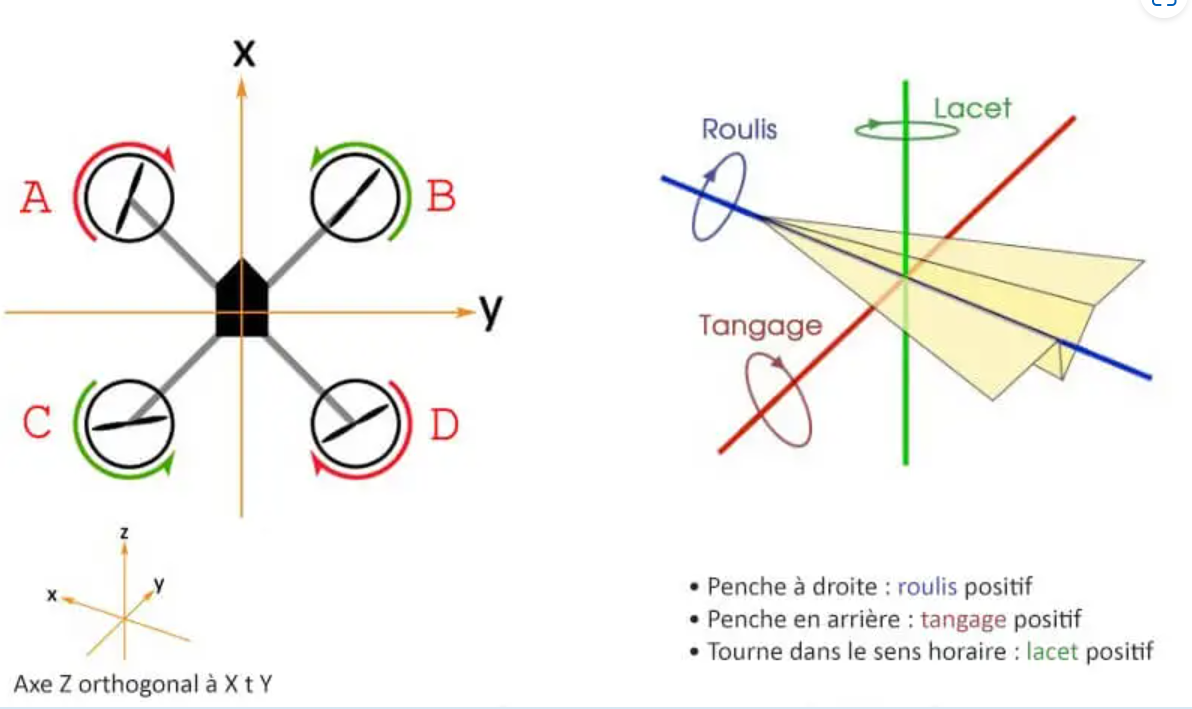 x
A
B
y
C
D
z
x
y
Axe Z orthogonal à X t Y
Roulis
Lacet
Tangage
• Penche à droite : roulis positif
• Penche en arrière : tangage positif
• Tourne dans le sens horaire : lacet positif